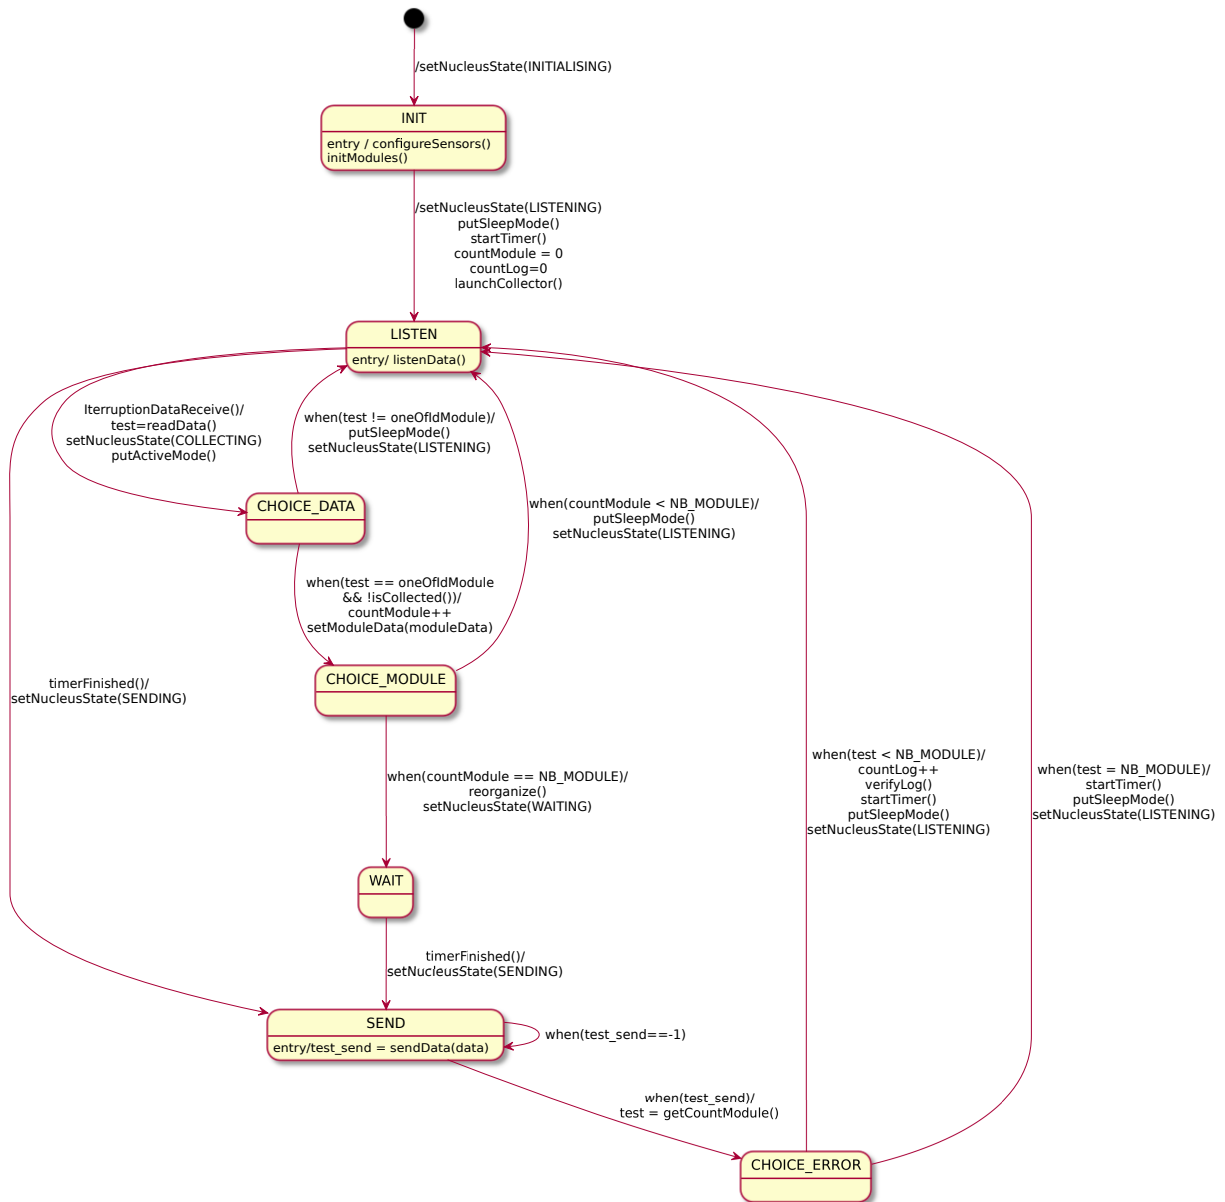 /setNucleusState(INITIALISING)
INIT
entry / configureSensors()
initModules()
/setNucleusState(LISTENING)
putSleepMode()
startTimer()
countModule = 0
countLog=0
launchCollector()
LISTEN
entry/ listenData()
IterruptionDataReceive()/
test=readData()
setNucleusState(COLLECTING)
putActiveMode()
when(test != oneOfIdModule)/
putSleepMode()
setNucleusState(LISTENING)
CHOICE_DATA
when(countModule < NB_MODULE)/
putSleepMode()
setNucleusState(LISTENING)
when(test == oneOfIdModule
&& !isCollected())/
countModule++
setModuleData(moduleData)
CHOICE_MODULE
timerFinished()/
setNucleusState(SENDING)
when(countModule == NB_MODULE)/
reorganize()
setNucleusState(WAITING)
when(test < NB_MODULE)/
countLog++
verifyLog()
startTimer()
putSleepMode()
setNucleusState(LISTENING)
when(test = NB_MODULE)/
startTimer()
putSleepMode()
setNucleusState(LISTENING)
WAIT
timerFinished()/
setNucleusState(SENDING)
SEND
entry/test_send = sendData(data)
when(test_send==-1)
when(test_send)/
test = getCountModule()
CHOICE_ERROR